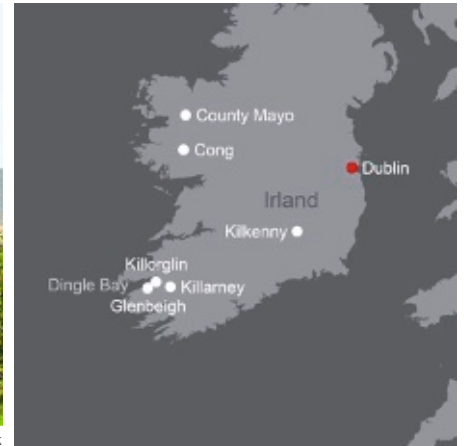 County Mayo
Cong
Dublin
Irland
Kilkenny
Killorglin
Dingle Bay
Killarney
Glenbeigh